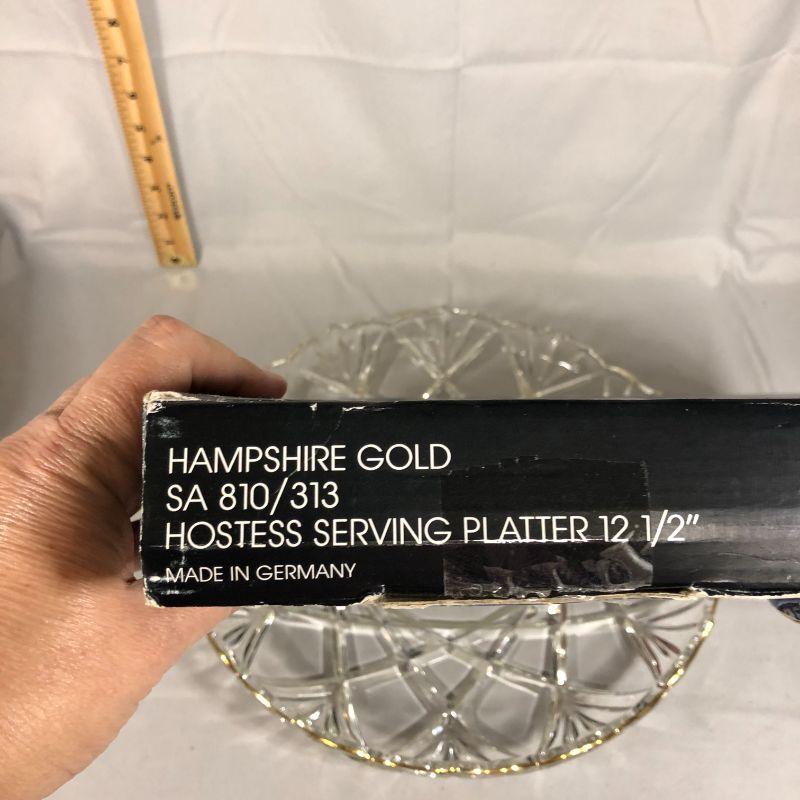 HAMPSHIRE GOLD
SA 810/313
HOSTESS SERVING PLATTER 12 1/2"
MADE IN GERMANY